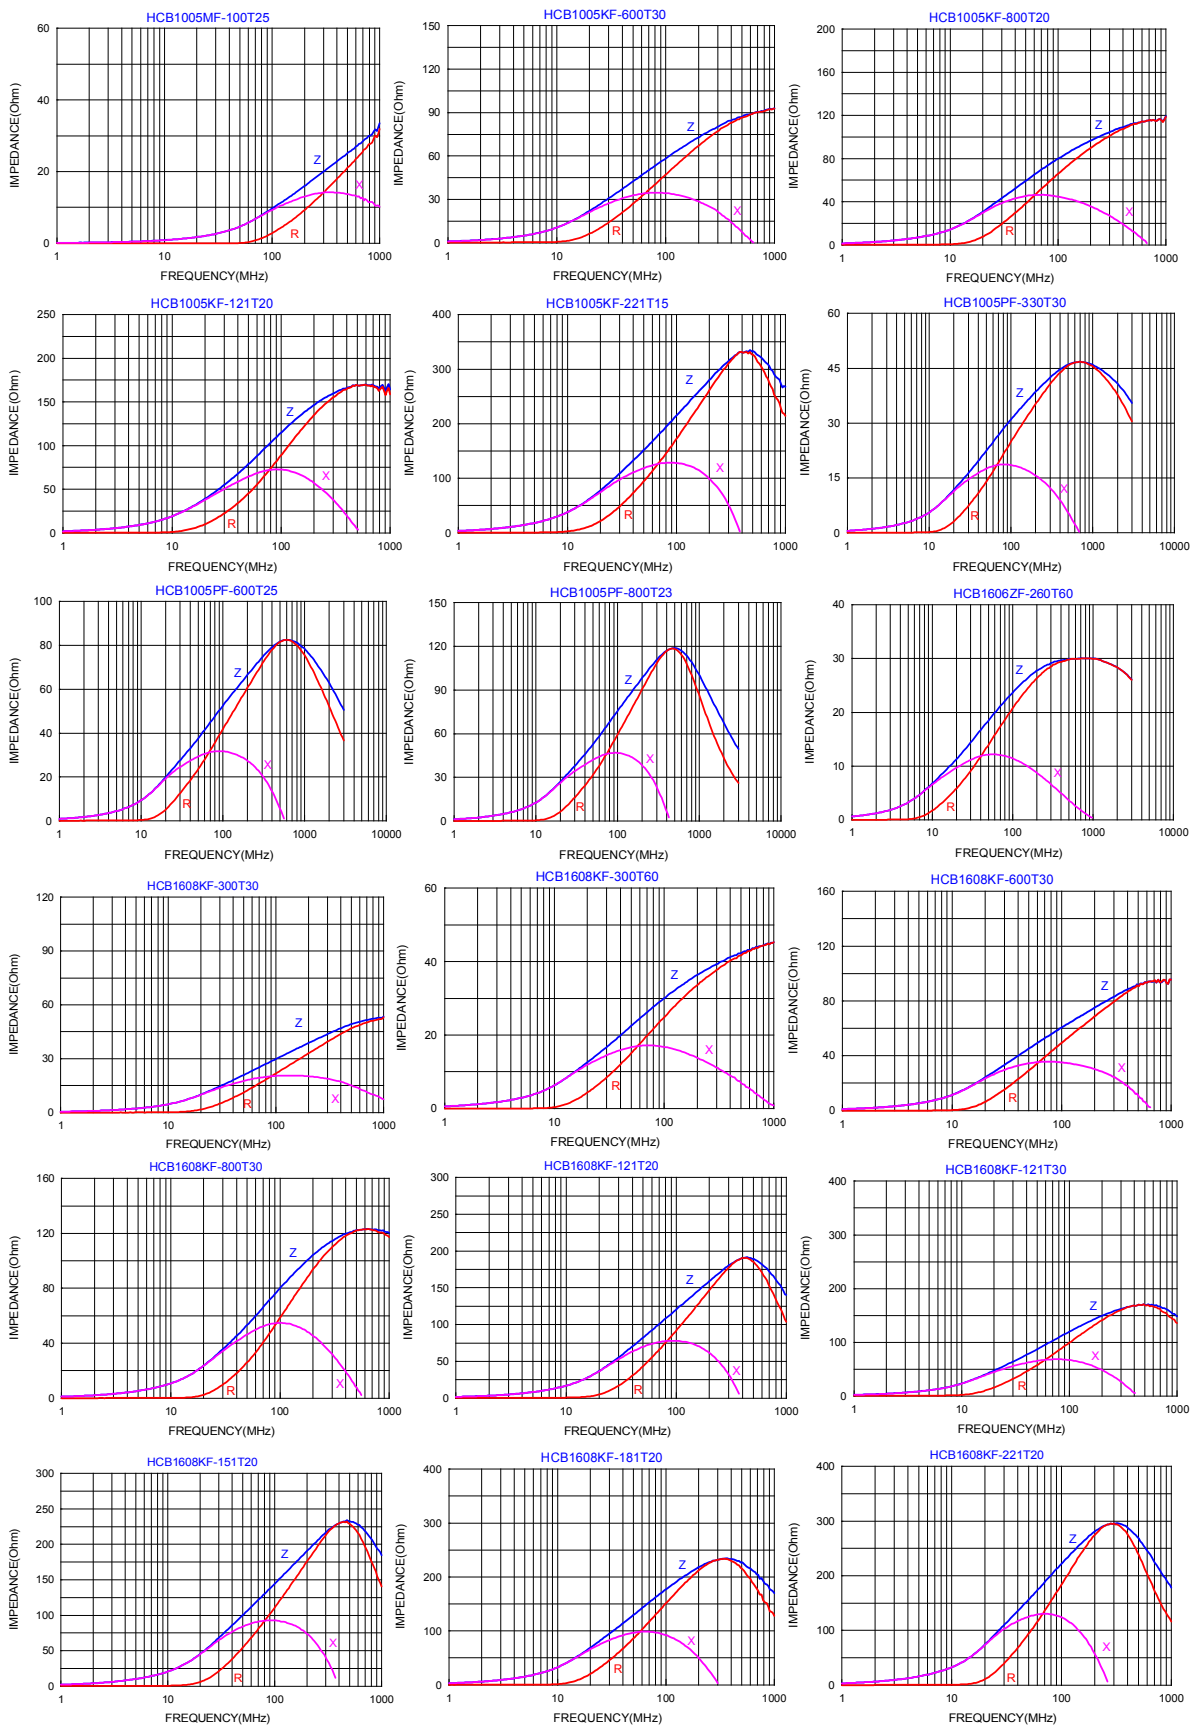 HCB1005MF-100T25
60
40
20
0
1
10
100
1000
Z
X
R
IMPEDANCE(Ohm)
FREQUENCY(MHz)
HCB1005KF-600T30
150
120
90
60
30
0
1
10
100
1000
Z
X
R
IMPEDANCE(Ohm)
FREQUENCY(MHz)
HCB1005KF-800T20
200
160
120
80
40
0
1
10
100
1000
Z
X
R
IMPEDANCE(Ohm)
FREQUENCY(MHz)
HCB1005KF-121T20
250
200
150
100
50
0
1
10
100
1000
Z
X
R
IMPEDANCE(Ohm)
FREQUENCY(MHz)
HCB1005KF-221T15
400
300
200
100
0
1
10
100
1000
Z
X
R
IMPEDANCE(Ohm)
FREQUENCY(MHz)
HCB1005PF-330T30
60
45
30
15
0
1
10
100
1000
10000
Z
X
R
IMPEDANCE(Ohm)
FREQUENCY(MHz)
HCB1005PF-600T25
100
80
60
40
20
0
1
10
100
1000
10000
Z
X
R
IMPEDANCE(Ohm)
FREQUENCY(MHz)
HCB1005PF-800T23
150
120
90
60
30
0
1
10
100
1000
10000
Z
X
R
IMPEDANCE(Ohm)
FREQUENCY(MHz)
HCB1606ZF-260T60
40
30
20
10
0
1
10
100
1000
10000
Z
X
R
IMPEDANCE(Ohm)
FREQUENCY(MHz)
HCB1608KF-300T30
120
90
60
30
0
1
10
100
1000
Z
X
R
IMPEDANCE(Ohm)
FREQUENCY(MHz)
HCB1608KF-300T60
60
40
20
0
1
10
100
1000
Z
X
R
IMPEDANCE(Ohm)
FREQUENCY(MHz)
HCB1608KF-600T30
160
120
80
40
0
1
10
100
1000
Z
X
R
IMPEDANCE(Ohm)
FREQUENCY(MHz)
HCB1608KF-800T30
160
120
80
40
0
1
10
100
1000
Z
X
R
IMPEDANCE(Ohm)
FREQUENCY(MHz)
HCB1608KF-121T20
300
250
200
150
100
50
0
1
10
100
1000
Z
X
R
IMPEDANCE(Ohm)
FREQUENCY(MHz)
HCB1608KF-121T30
400
300
200
100
0
1
10
100
1000
Z
X
R
IMPEDANCE(Ohm)
FREQUENCY(MHz)
HCB1608KF-151T20
300
250
200
150
100
50
0
1
10
100
1000
Z
X
R
IMPEDANCE(Ohm)
FREQUENCY(MHz)
HCB1608KF-181T20
400
300
200
100
0
1
10
100
1000
Z
X
R
IMPEDANCE(Ohm)
FREQUENCY(MHz)
HCB1608KF-221T20
400
300
200
100
0
1
10
100
1000
Z
X
R
IMPEDANCE(Ohm)
FREQUENCY(MHz)